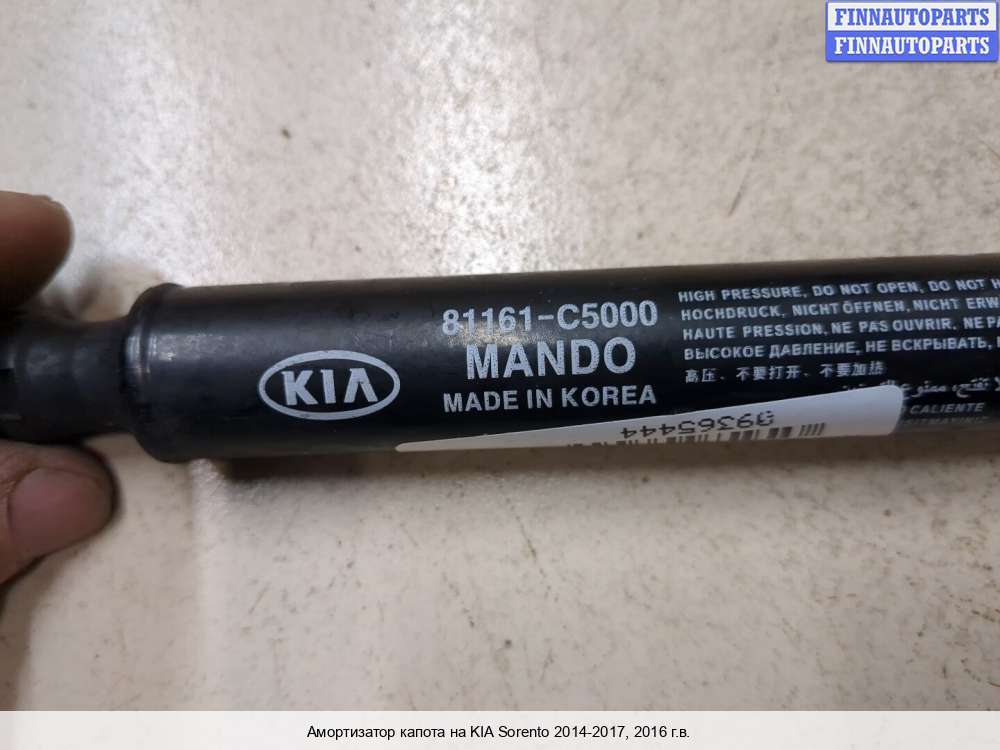 FINNAUTOPARTS
FINNAUTOPARTS
81161-C5000
MANDO
MADE IN KOREA
KIA
HIGH PRESSURE, DO NOT OPEN, DO NOT
HOCHDRUCK, NICHT ÖFFNEN, NICHT
HAUTE PRESSION, NE PAS OUVRIR,
ВЫСОКОЕ ДАВЛЕНИЕ, НЕ ВСКРЫВАТЬ,
高压、不要打开、不要加热
CALIENTE
39365444
Амортизатор капота на KIA Sorento 2014-2017, 2016 г.в.